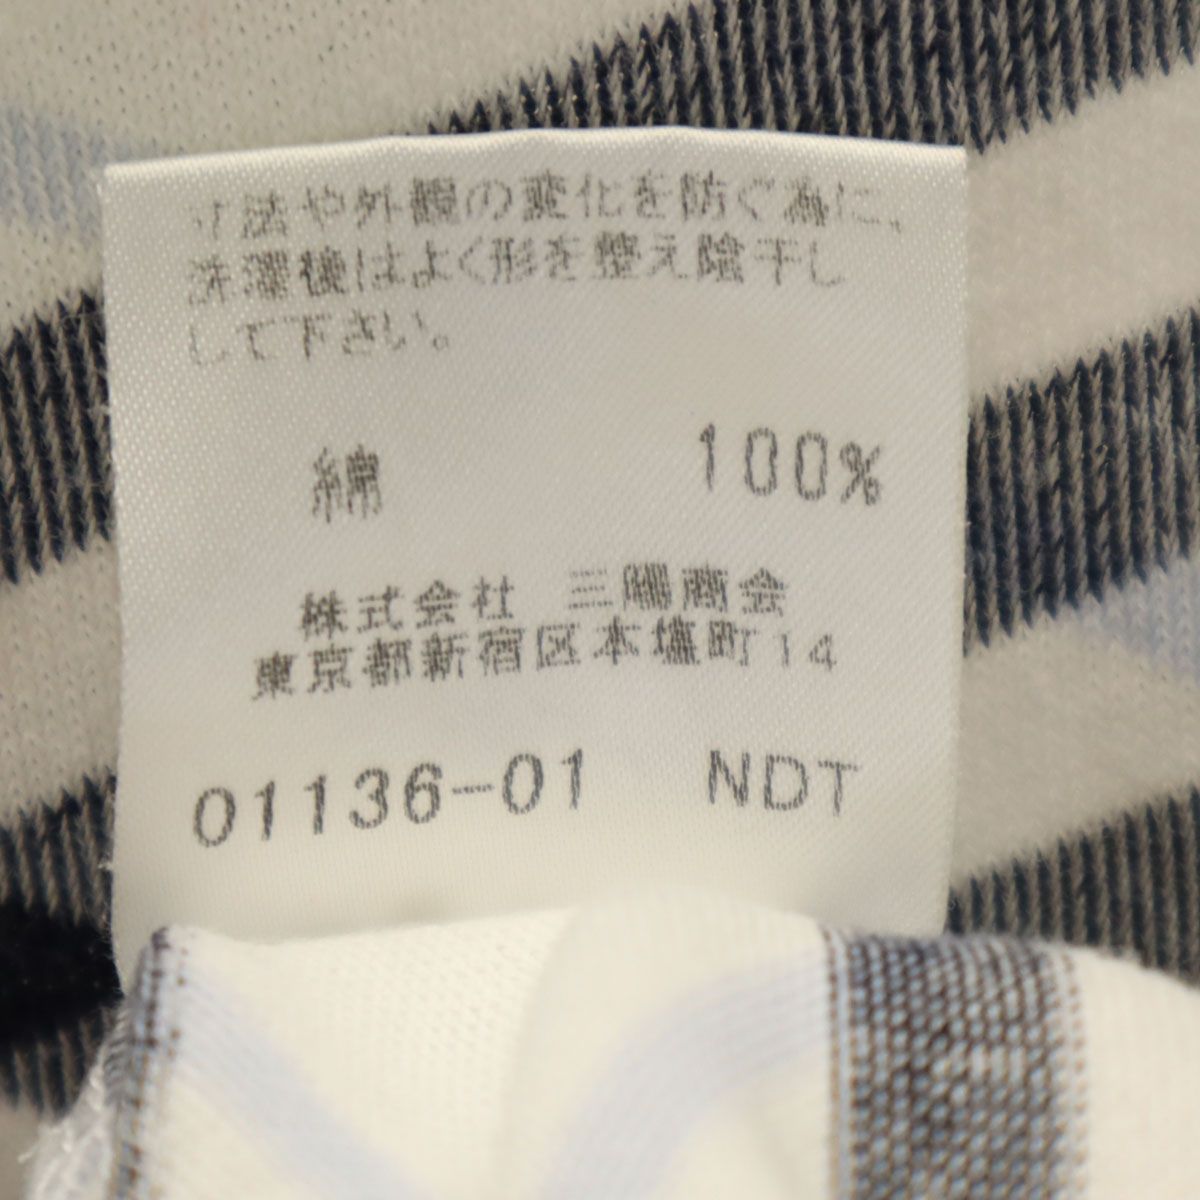 寸法や外観の変化を防ぐ為に、
洗濯後はよく形を整え陰干し
して下さい。
綿 100%
株式会社 三陽商会
東京都新宿区本塩町14
01136-01 NDT